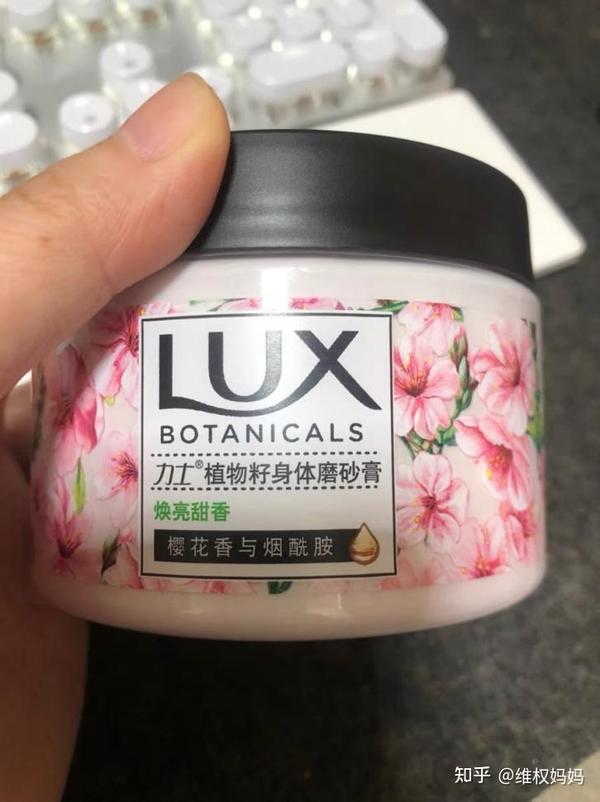 LUX
BOTANICALS
力士®植物籽身体磨砂膏
焕亮甜香
樱花香与烟酰胺
知乎 @维权妈妈